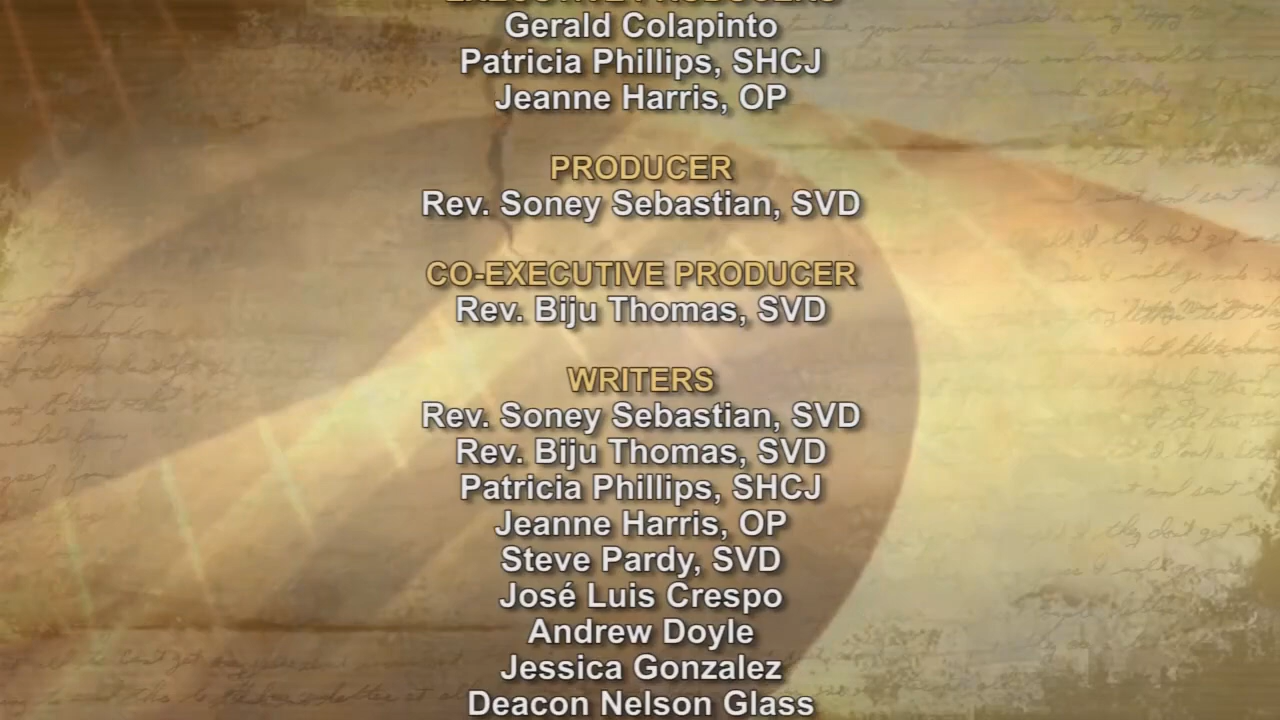 EXECUTIVE PRODUCERS
Gerald Colapinto
Patricia Phillips, SHCJ
Jeanne Harris, OP
PRODUCER
Rev. Soney Sebastian, SVD
CO-EXECUTIVE PRODUCER
Rev. Biju Thomas, SVD
WRITERS
Rev. Soney Sebastian, SVD
Rev. Biju Thomas, SVD
Patricia Phillips, SHCJ
Jeanne Harris, OP
Steve Pardy, SVD
José Luis Crespo
Andrew Doyle
Jessica Gonzalez
Deacon Nelson Glass